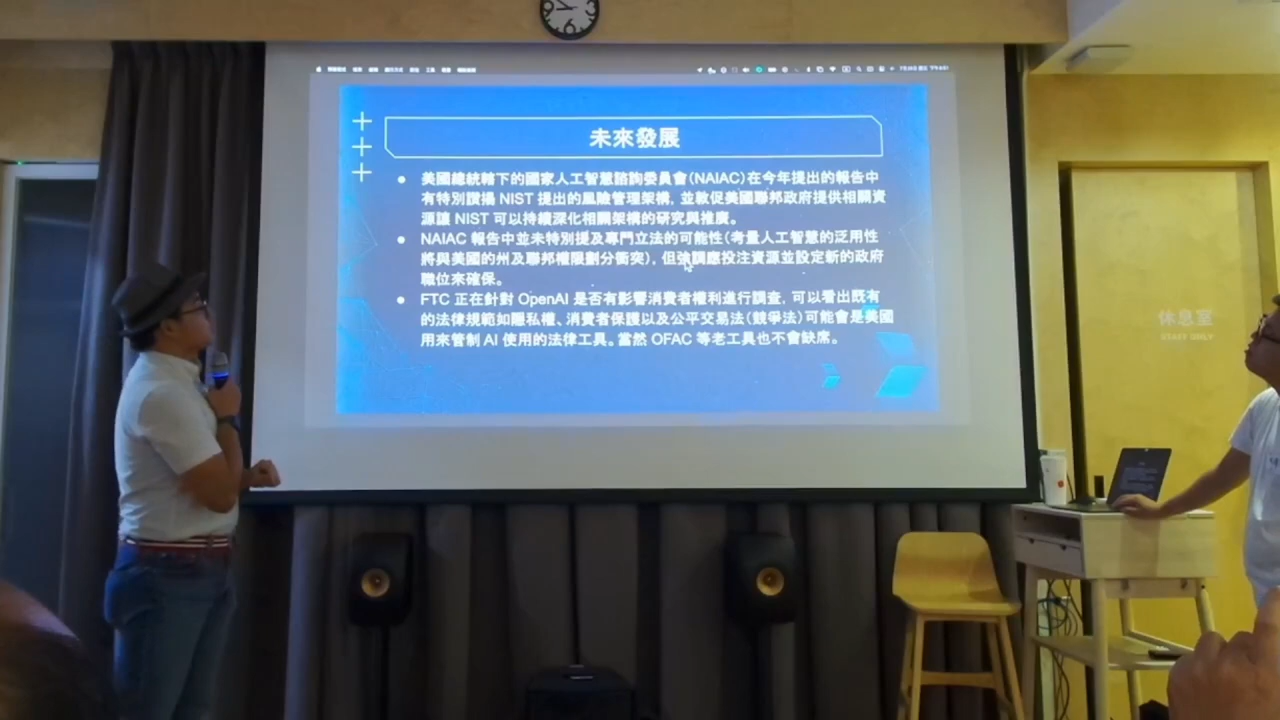 未來發展
● 美國總統轄下的國家人工智慧諮詢委員會(NAIAC)在今年提出的報告中
有特別讚揚 NIST 提出的風險管理架構, 並敦促美國聯邦政府提供相關資
源讓 NIST 可以持續深化相關架構的研究與推廣。
● NAIAC 報告中並未特別提及專門立法的可能性(考量人工智慧的泛用性
將與美國的州及聯邦權限劃分衝突), 但強調應投注資源並設定新的政府
職位來確保。
● FTC 正在針對 OpenAI 是否有影響消費者權利進行調查, 可以看出既有
的法律規範如隱私權、消費者保護以及公平交易法(競爭法)可能會是美國
用來管制 AI 使用的法律工具。當然 OFAC 等老工具也不會缺席。
休息室
STAFF ONLY